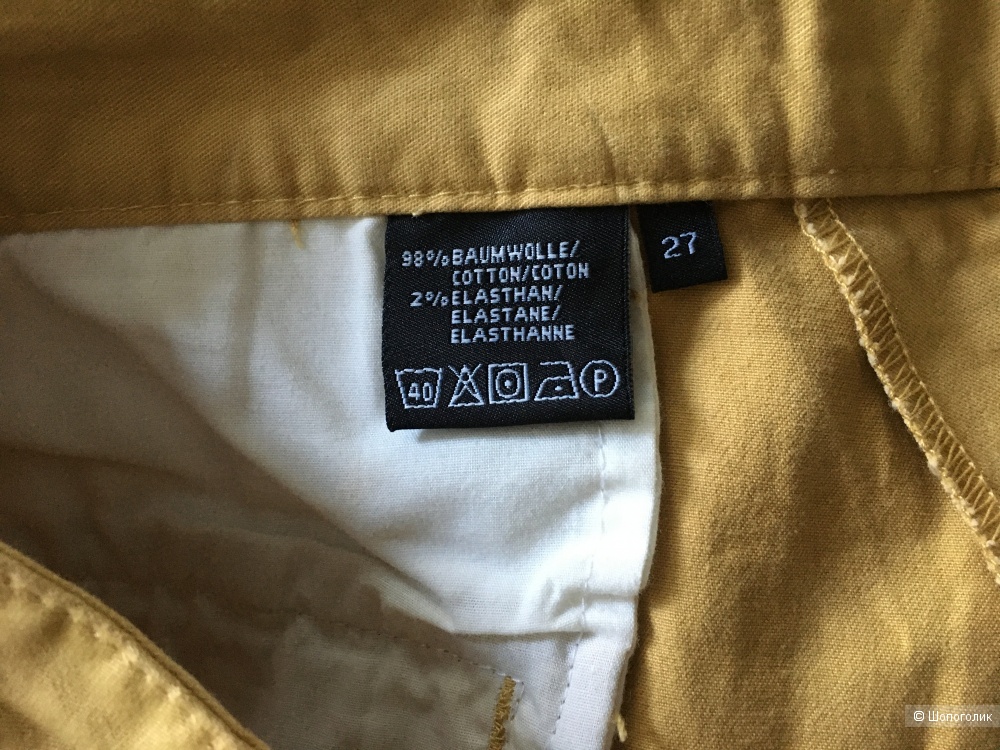 98% BAUMWOLLE/
COTTON/COTON
2% ELASTHAN/
ELASTANE/
ELASTHANNE
40 P
27
© Шопоголик